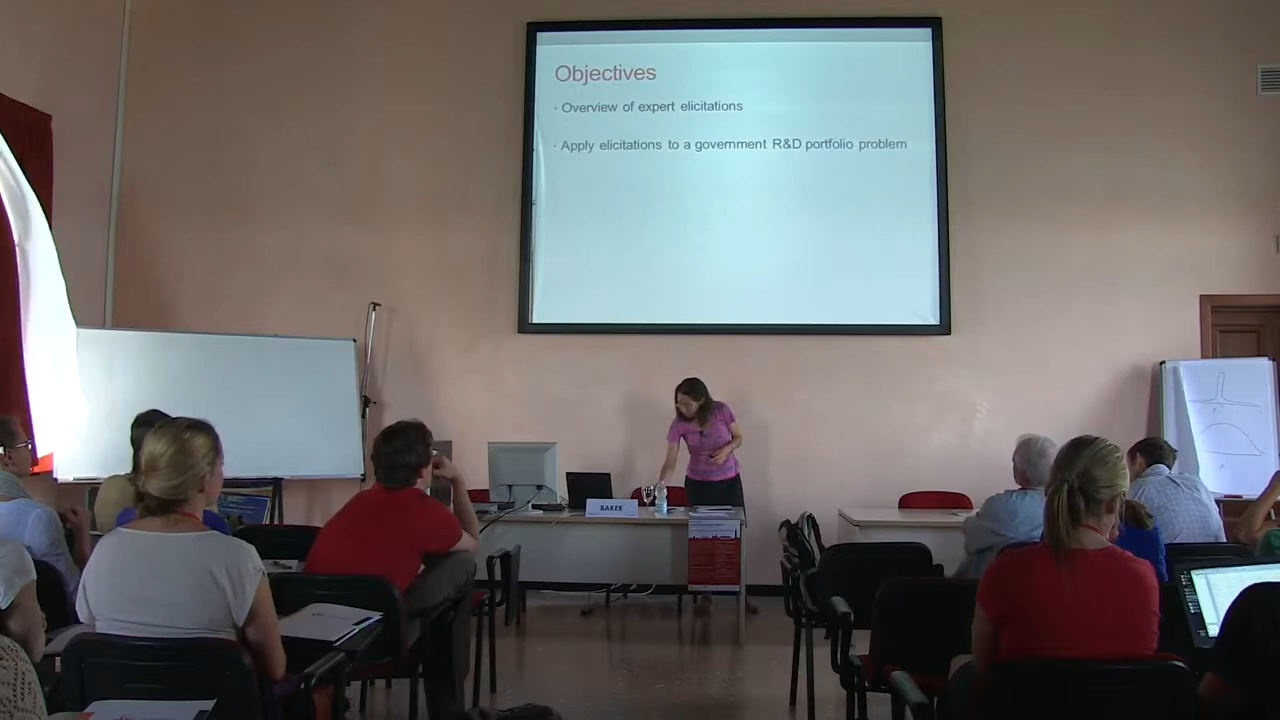 Objectives
· Overview of expert elicitations
· Apply elicitations to a government R&D portfolio problem
BAKER